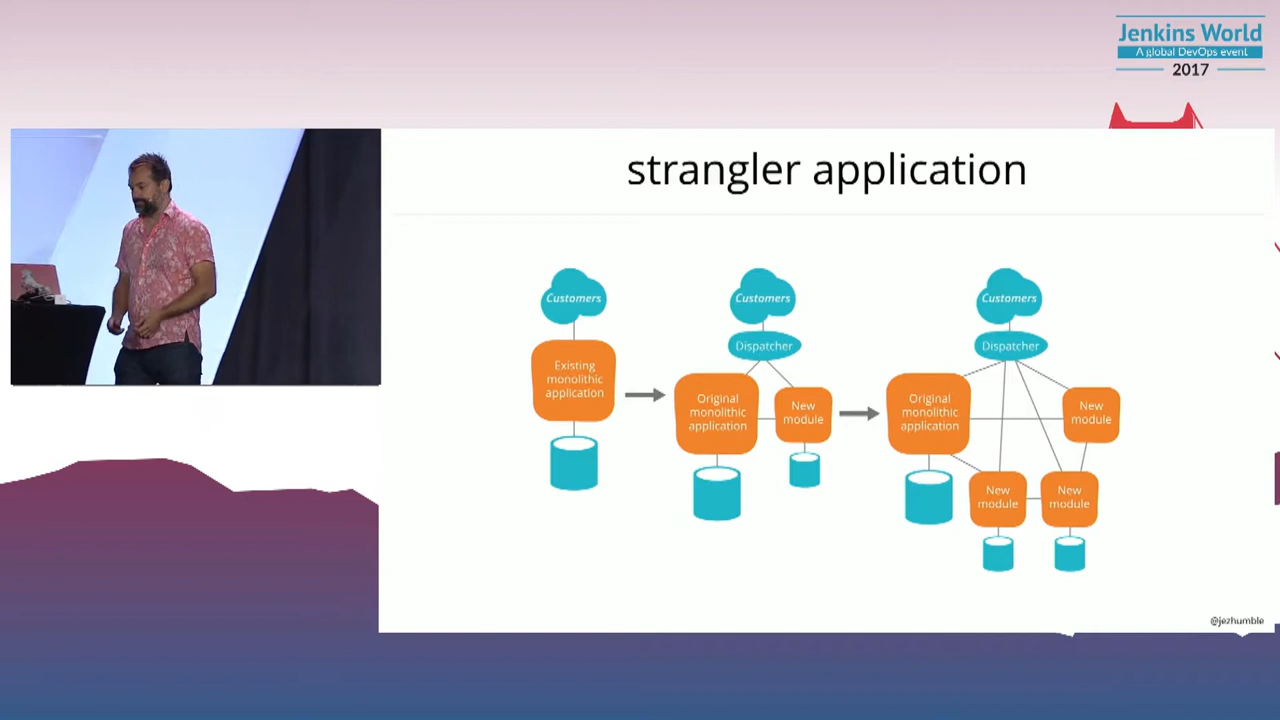 Jenkins World
A global DevOps event
2017
strangler application
Customers
Existing
monolithic
application
Customers
Dispatcher
Original
monolithic
application
New
module
Customers
Dispatcher
Original
monolithic
application
New
module
New
module
New
module
@jezhumble